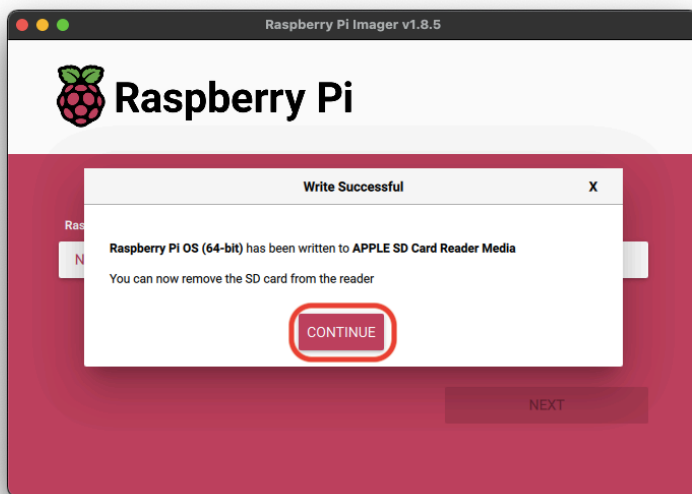 Raspberry Pi Imager v1.8.5
Raspberry Pi
Write Successful X
Ras
N
Raspberry Pi OS (64-bit) has been written to APPLE SD Card Reader Media
You can now remove the SD card from the reader
CONTINUE
NEXT